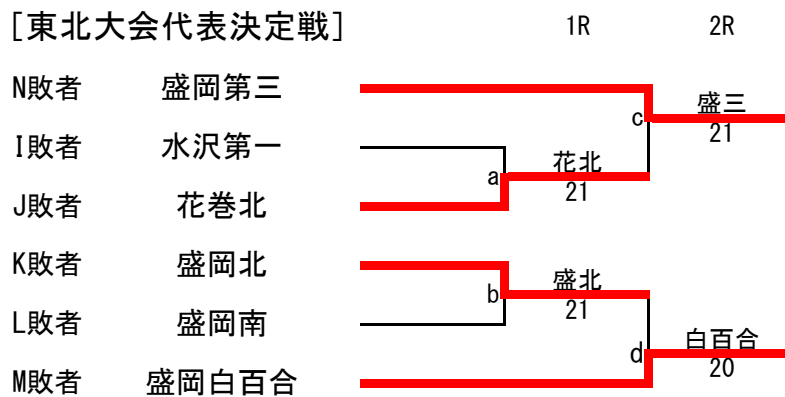 [東北大会代表決定戦] 1R 2R
N敗者 盛岡第三
盛三
c
21
I敗者 水沢第一
花北
a
21
J敗者 花巻北
K敗者 盛岡北
盛北
b
21
L敗者 盛岡南
白百合
d
20
M敗者 盛岡白百合